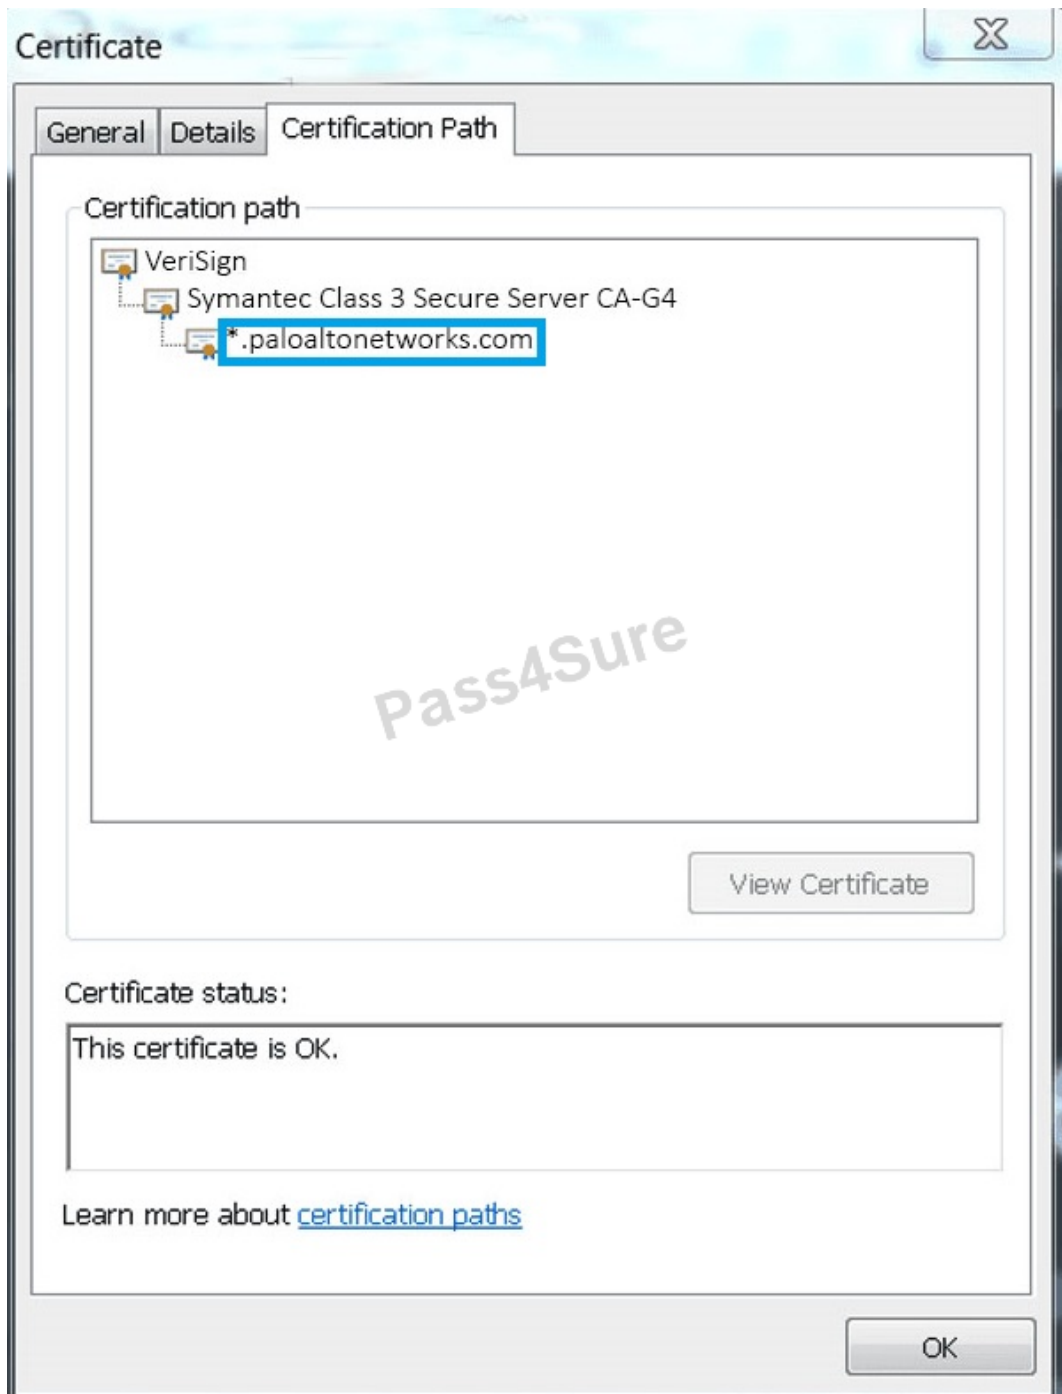 Certificate
General Details Certification Path
Certification path
VeriSign
Symantec Class 3 Secure Server CA-G4
*.paloaltonetworks.com
Pass4Sure
View Certificate
Certificate status:
This certificate is OK.
Learn more about certification paths
OK